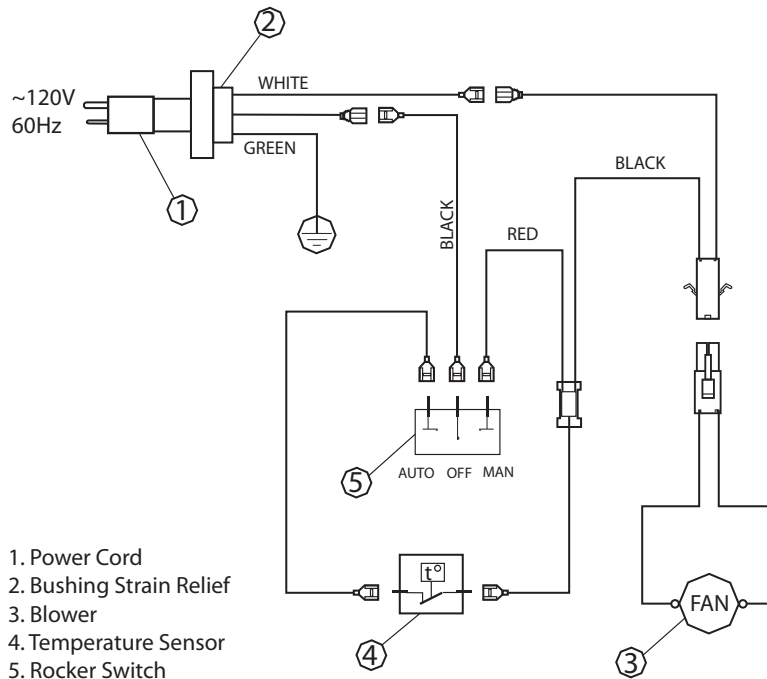 2
~120V
60Hz
WHITE
GREEN
1
BLACK
RED
BLACK
5
AUTO OFF MAN
t°
4
FAN
3
1. Power Cord
2. Bushing Strain Relief
3. Blower
4. Temperature Sensor
5. Rocker Switch